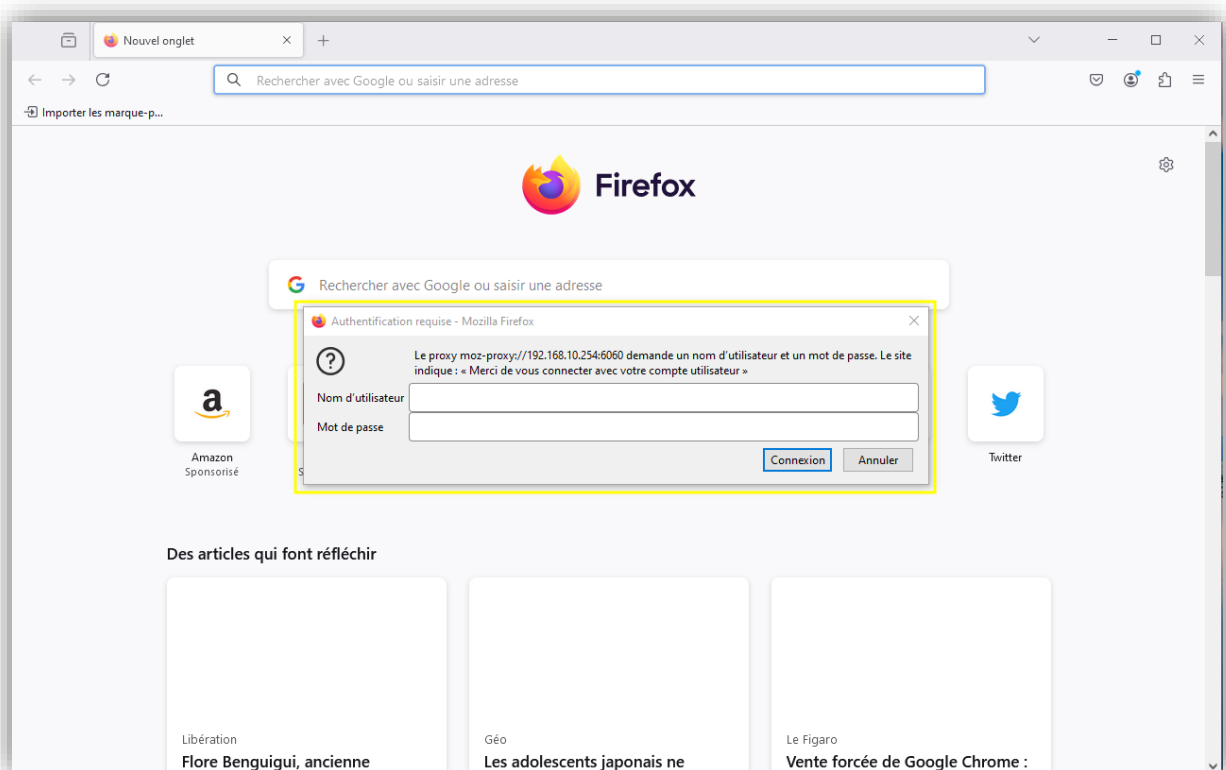 Nouvel onglet
Rechercher avec Google ou saisir une adresse
Importer les marque-p...
Firefox
Rechercher avec Google ou saisir une adresse
Authentification requise - Mozilla Firefox
Le proxy moz-proxy://192.168.10.254:6060 demande un nom d'utilisateur et un mot de passe. Le site
indique : « Merci de vous connecter avec votre compte utilisateur »
Nom d'utilisateur
Mot de passe
Connexion Annuler
a
Amazon
Sponsorisé
S
Twitter
Des articles qui font réfléchir
Libération
Flore Benguigui, ancienne
Géo
Les adolescents japonais ne
Le Figaro
Vente forcée de Google Chrome :